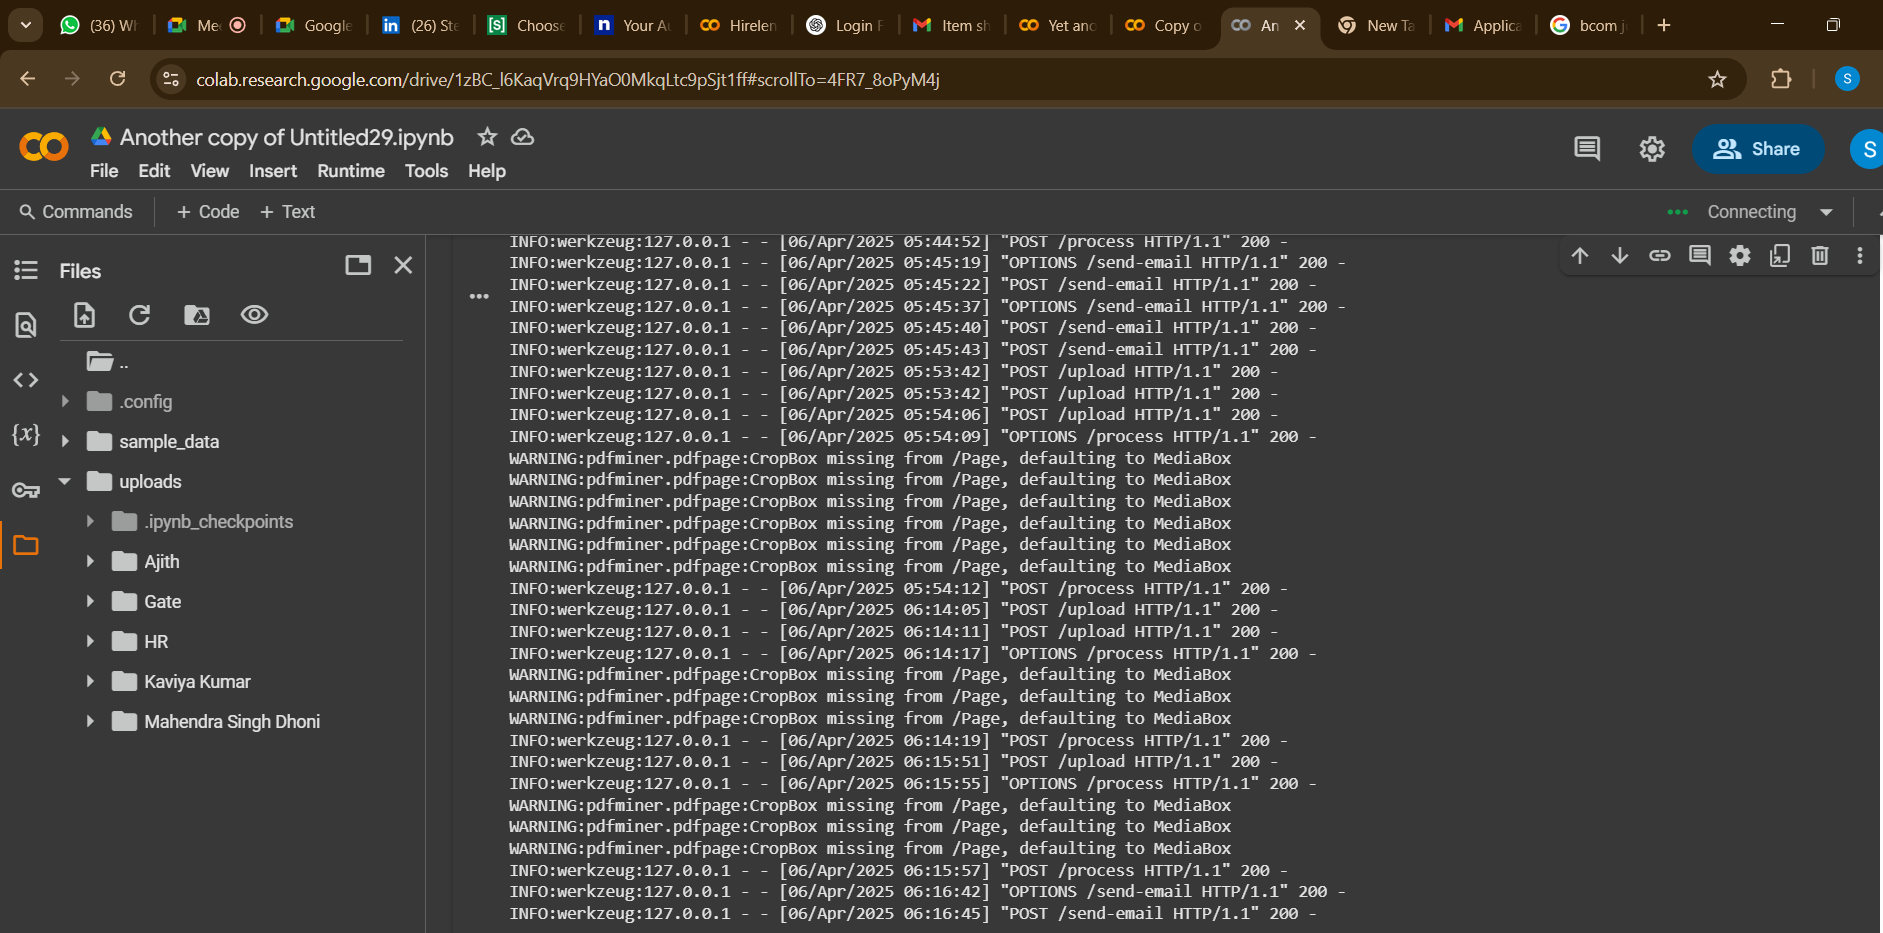 (36) Wh
Mee
Google
in (26) Ste
[s] Choose
n Your Au
Hirelen
Login F
Item sh
Yet ano
Copy o
An
New Ta
Applica
bcom j
colab.research.google.com/drive/1zBC_l6KaqVrq9HYaO0MkqLtc9pSjt1ff#scrollTo=4FR7_8oPyM4j
S
Another copy of Untitled29.ipynb
File Edit View Insert Runtime Tools Help
Share
S
Commands + Code + Text
Connecting
Files
..
.config
sample_data
uploads
.ipynb_checkpoints
Ajith
Gate
HR
Kaviya Kumar
Mahendra Singh Dhoni
{x}
INFO:werkzeug:127.0.0.1 - - [06/Apr/2025 05:44:52] "POST /process HTTP/1.1" 200 -
INFO:werkzeug:127.0.0.1 - - [06/Apr/2025 05:45:19] "OPTIONS /send-email HTTP/1.1" 200 -
INFO:werkzeug:127.0.0.1 - - [06/Apr/2025 05:45:22] "POST /send-email HTTP/1.1" 200 -
INFO:werkzeug:127.0.0.1 - - [06/Apr/2025 05:45:37] "OPTIONS /send-email HTTP/1.1" 200 -
INFO:werkzeug:127.0.0.1 - - [06/Apr/2025 05:45:40] "POST /send-email HTTP/1.1" 200 -
INFO:werkzeug:127.0.0.1 - - [06/Apr/2025 05:45:43] "POST /send-email HTTP/1.1" 200 -
INFO:werkzeug:127.0.0.1 - - [06/Apr/2025 05:53:42] "POST /upload HTTP/1.1" 200 -
INFO:werkzeug:127.0.0.1 - - [06/Apr/2025 05:53:42] "POST /upload HTTP/1.1" 200 -
INFO:werkzeug:127.0.0.1 - - [06/Apr/2025 05:54:06] "POST /upload HTTP/1.1" 200 -
INFO:werkzeug:127.0.0.1 - - [06/Apr/2025 05:54:09] "OPTIONS /process HTTP/1.1" 200 -
WARNING:pdfminer.pdfpage:CropBox missing from /Page, defaulting to MediaBox
WARNING:pdfminer.pdfpage:CropBox missing from /Page, defaulting to MediaBox
WARNING:pdfminer.pdfpage:CropBox missing from /Page, defaulting to MediaBox
WARNING:pdfminer.pdfpage:CropBox missing from /Page, defaulting to MediaBox
WARNING:pdfminer.pdfpage:CropBox missing from /Page, defaulting to MediaBox
WARNING:pdfminer.pdfpage:CropBox missing from /Page, defaulting to MediaBox
INFO:werkzeug:127.0.0.1 - - [06/Apr/2025 05:54:12] "POST /process HTTP/1.1" 200 -
INFO:werkzeug:127.0.0.1 - - [06/Apr/2025 06:14:05] "POST /upload HTTP/1.1" 200 -
INFO:werkzeug:127.0.0.1 - - [06/Apr/2025 06:14:11] "POST /upload HTTP/1.1" 200 -
INFO:werkzeug:127.0.0.1 - - [06/Apr/2025 06:14:17] "OPTIONS /process HTTP/1.1" 200 -
WARNING:pdfminer.pdfpage:CropBox missing from /Page, defaulting to MediaBox
WARNING:pdfminer.pdfpage:CropBox missing from /Page, defaulting to MediaBox
WARNING:pdfminer.pdfpage:CropBox missing from /Page, defaulting to MediaBox
INFO:werkzeug:127.0.0.1 - - [06/Apr/2025 06:14:19] "POST /process HTTP/1.1" 200 -
INFO:werkzeug:127.0.0.1 - - [06/Apr/2025 06:15:51] "POST /upload HTTP/1.1" 200 -
INFO:werkzeug:127.0.0.1 - - [06/Apr/2025 06:15:55] "OPTIONS /process HTTP/1.1" 200 -
WARNING:pdfminer.pdfpage:CropBox missing from /Page, defaulting to MediaBox
WARNING:pdfminer.pdfpage:CropBox missing from /Page, defaulting to MediaBox
WARNING:pdfminer.pdfpage:CropBox missing from /Page, defaulting to MediaBox
INFO:werkzeug:127.0.0.1 - - [06/Apr/2025 06:15:57] "POST /process HTTP/1.1" 200 -
INFO:werkzeug:127.0.0.1 - - [06/Apr/2025 06:16:42] "OPTIONS /send-email HTTP/1.1" 200 -
INFO:werkzeug:127.0.0.1 - - [06/Apr/2025 06:16:45] "POST /send-email HTTP/1.1" 200 -